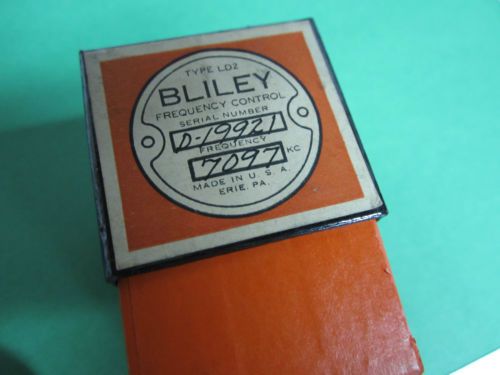 TYPE LD2
BLILEY
FREQUENCY CONTROL
SERIAL NUMBER
D-19921
FREQUENCY
7097 KC
MADE IN U. S. A.
ERIE, PA.